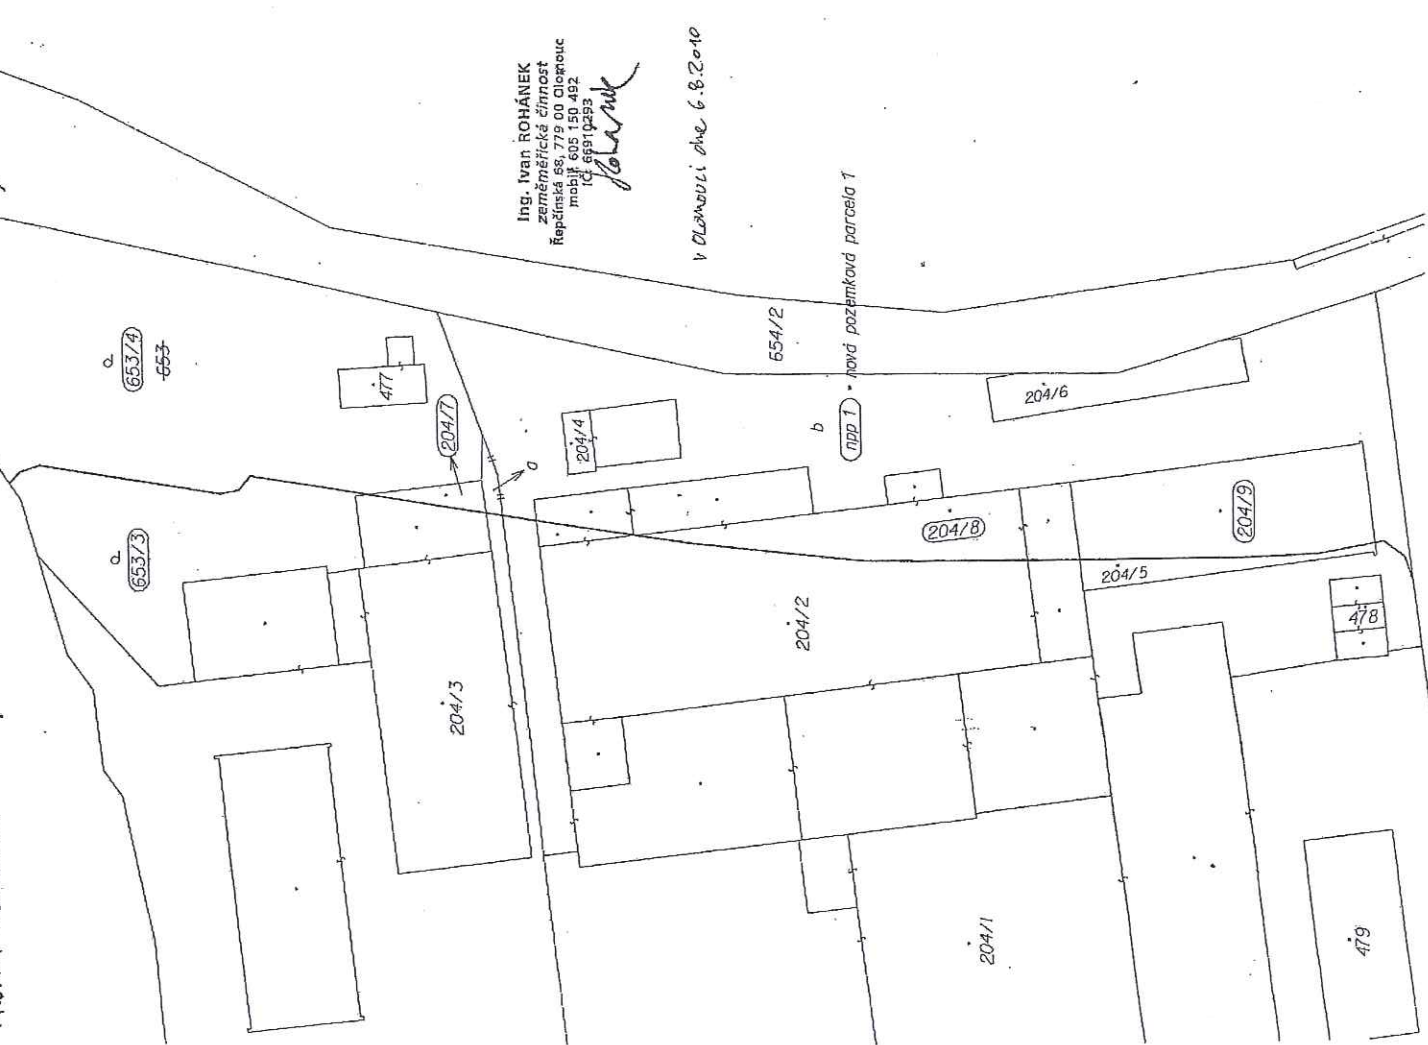 Ing. Ivan ROHÁNEK
zeměměřické činnost
Řepčínská 68, 779 00 Olomouc
mobil: 605 150 492
IČ: 66910293
Rohánek
V OLOMOUCI dne 6.8.2010
npp 1 - nová pozemková parcela 1
a
653/4
653
477
204/7
a
204/4
654/2
b
204/6
a
653/3
204/8
204/9
204/5
204/2
478
204/3
204/1
479